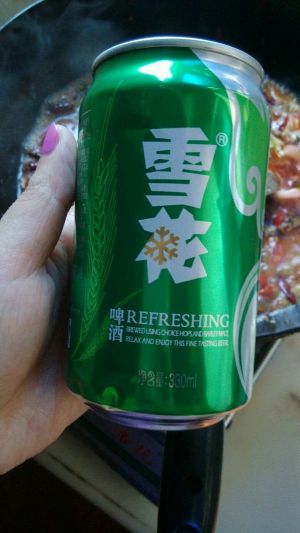 雪花®
啤酒
REFRESHING
BREWED USING CHOICE HOPS AND BARLEY MALT
RELAX AND ENJOY THIS FINE TASTING BEER
净含量:330ml